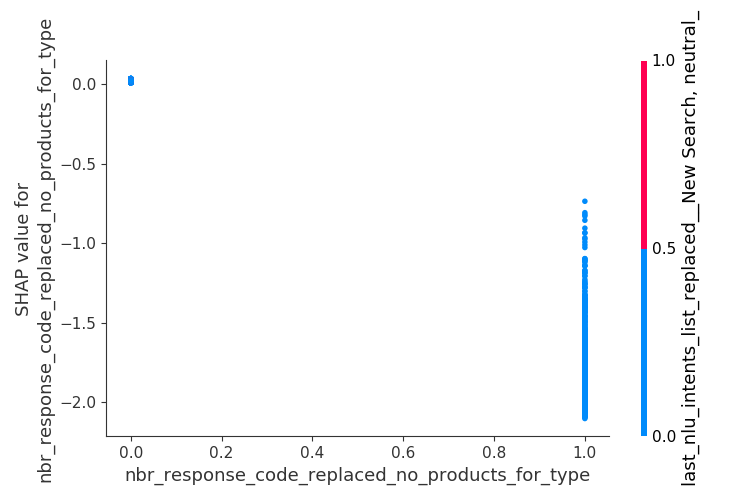 SHAP value for
nbr_response_code_replaced_no_products_for_type
0.0
−0.5
−1.0
−1.5
−2.0
0.0 0.2 0.4 0.6 0.8 1.0
nbr_response_code_replaced_no_products_for_type
1.0
0.5
0.0
last_nlu_intents_list_replaced__New Search, neutral_